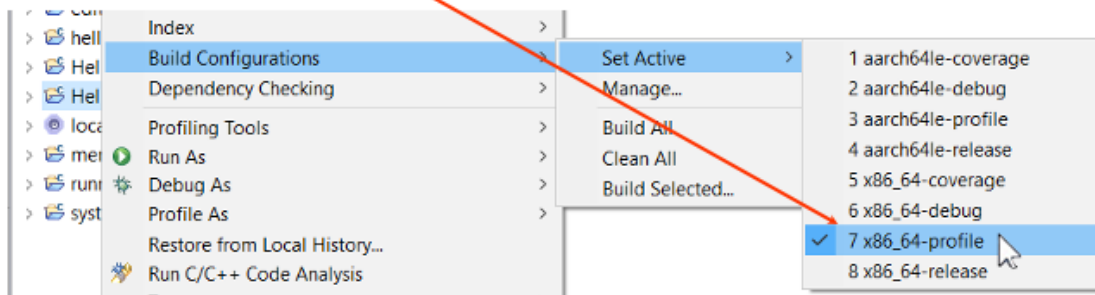 hell
Hel
Hel
loca
mer
runn
syst
Index
Build Configurations
Dependency Checking
Profiling Tools
Run As
Debug As
Profile As
Restore from Local History...
Run C/C++ Code Analysis
Set Active
Manage...
Build All
Clean All
Build Selected...
1 aarch64le-coverage
2 aarch64le-debug
3 aarch64le-profile
4 aarch64le-release
5 x86_64-coverage
6 x86_64-debug
7 x86_64-profile
8 x86_64-release